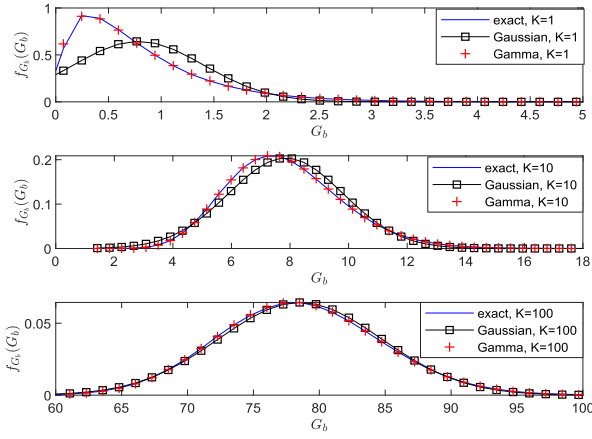 1
0.5
0
f_{G_b}(G_b)
exact, K=1
Gaussian, K=1
Gamma, K=1
0 0.5 1 1.5 2 2.5 3 3.5 4 4.5 5
G_b
0.2
0.1
0
f_{G_b}(G_b)
exact, K=10
Gaussian, K=10
Gamma, K=10
0 2 4 6 8 10 12 14 16 18
G_b
0.05
0
f_{G_b}(G_b)
exact, K=100
Gaussian, K=100
Gamma, K=100
60 65 70 75 80 85 90 95 100
G_b